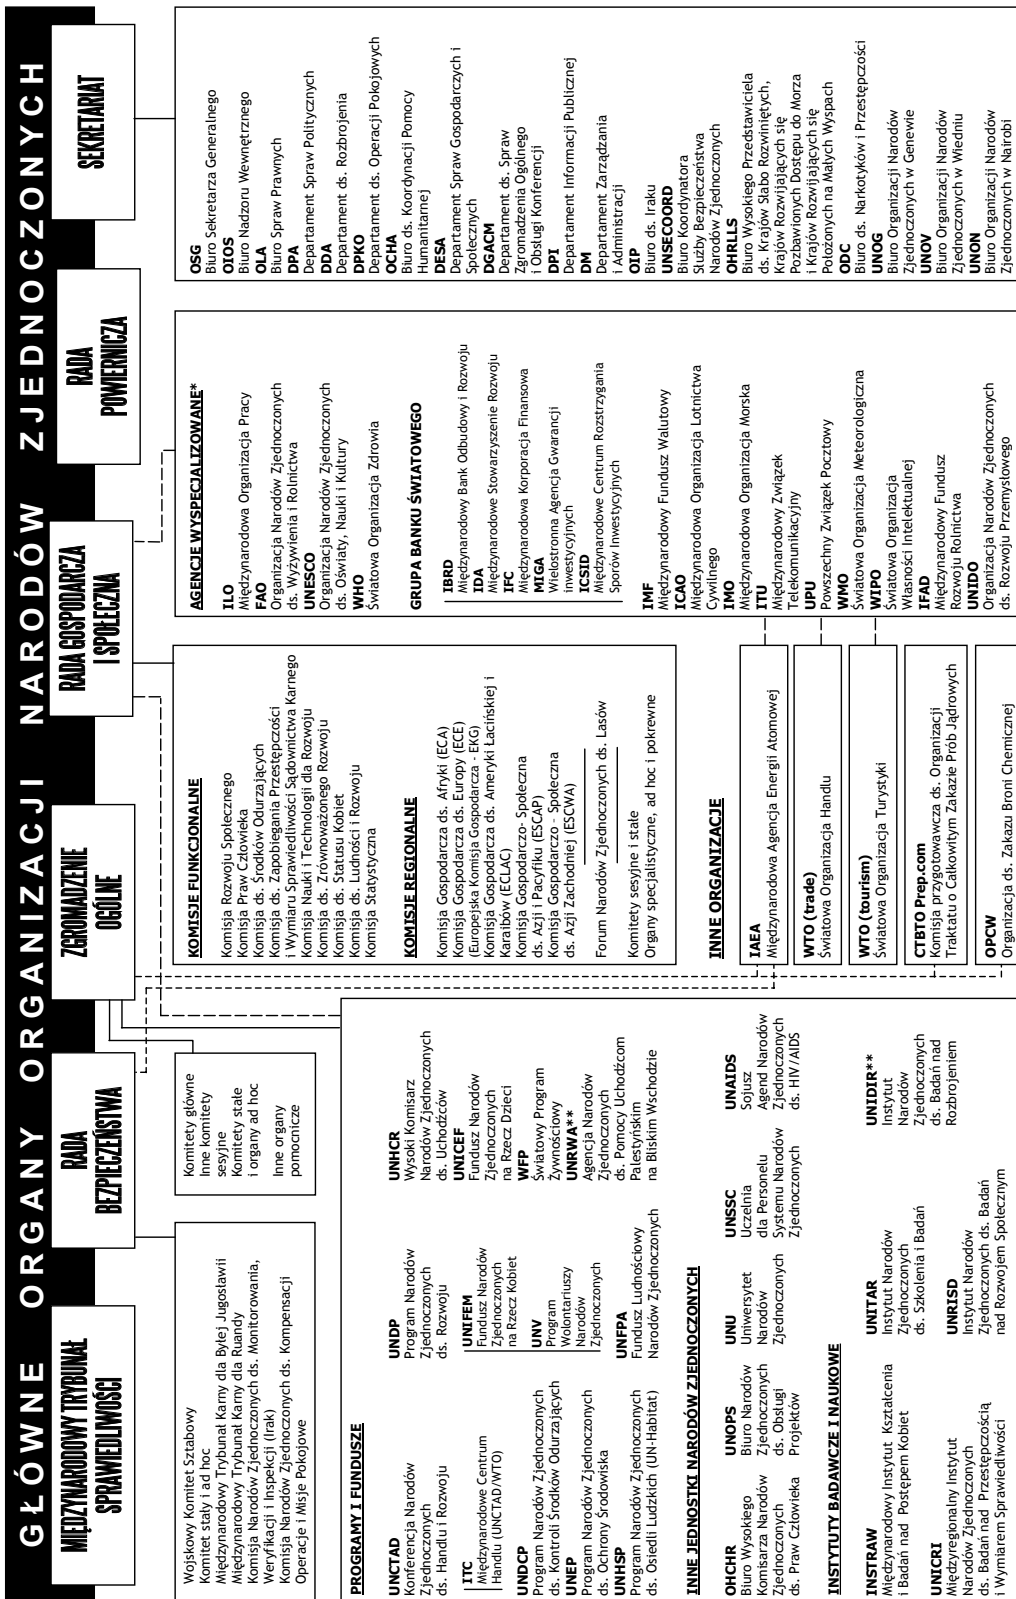 GŁÓWNE ORGANY ORGANIZACJI NARODÓW ZJEDNOCZONYCH
MIĘDZYNARODOWY TRYBUNAŁ
SPRAWIEDLIWOŚCI
RADA
BEZPIECZEŃSTWA
ZGROMADZENIE
OGÓLNE
RADA GOSPODARCZA
I SPOŁECZNA
RADA
POWIERNICZA
SEKRETARIAT
Wojskowy Komitet Sztabowy
Komitet stały i ad hoc
Międzynarodowy Trybunał Karny dla Byłej Jugosławii
Międzynarodowy Trybunał Karny dla Ruandy
Komisja Narodów Zjednoczonych ds. Monitorowania,
Weryfikacji i Inspekcji (Irak)
Komisja Narodów Zjednoczonych ds. Kompensacji
Operacje i Misje Pokojowe
Komitety główne
Inne Komitety
sesyjne
Komitety stałe
i organy ad hoc
Inne organy
pomocnicze
PROGRAMY I FUNDUSZE
UNCTAD
Konferencja Narodów
Zjednoczonych
ds. Handlu i Rozwoju
ITC
Międzynarodowe Centrum
Handlu (UNCTAD/WTO)
UNDCP
Program Narodów Zjednoczonych
ds. Kontroli Środków Odurzających
UNEP
Program Narodów Zjednoczonych
ds. Ochrony Środowiska
UNHSP
Program Narodów Zjednoczonych
ds. Osiedli Ludzkich (UN-Habitat)
UNDP
Program Narodów
Zjednoczonych
ds. Rozwoju
UNIFEM
Fundusz Narodów
Zjednoczonych
na Rzecz Kobiet
UNV
Program
Wolontariuszy
Narodów
Zjednoczonych
UNFPA
Fundusz Ludnościowy
Narodów Zjednoczonych
UNHCR
Wysoki Komisarz
Narodów Zjednoczonych
ds. Uchodźców
UNICEF
Fundusz Narodów
Zjednoczonych
na Rzecz Dzieci
WFP
Światowy Program
Żywnościowy
UNRWA**
Agencja Narodów
Zjednoczonych
ds. Pomocy Uchodźcom
Palestyńskim
na Bliskim Wschodzie
INNE JEDNOSTKI NARODÓW ZJEDNOCZONYCH
OHCHR
Biuro Wysokiego
Komisarza Narodów
Zjednoczonych
ds. Praw Człowieka
UNOPS
Biuro Narodów
Zjednoczonych
ds. Obsługi
Projektów
UNU
Uniwersytet
Narodów
Zjednoczonych
UNSSC
Uczelnia
dla Personelu
Systemu Narodów
Zjednoczonych
UNAIDS
Sojusz
Agend Narodów
Zjednoczonych
ds. HIV/AIDS
INSTYTUTY BADAWCZE I NAUKOWE
INSTRAW
Międzynarodowy Instytut Kształcenia
i Badań nad Postępem Kobiet
UNICRI
Międzyregionalny Instytut
Narodów Zjednoczonych
ds. Badań nad Przestępczością
i Wymiarem Sprawiedliwości
UNITAR
Instytut Narodów
Zjednoczonych
ds. Szkolenia i Badań
UNRISD
Instytut Narodów
Zjednoczonych ds. Badań
nad Rozwojem Społecznym
UNIDIR**
Instytut
Narodów
Zjednoczonych
ds. Badań nad
Rozbrojeniem
KOMISJE FUNKCJONALNE
Komisja Rozwoju Społecznego
Komisja Praw Człowieka
Komisja ds. Środków Odurzających
Komisja ds. Zapobiegania Przestępczości
i Wymiaru Sprawiedliwości Sądownictwa Karnego
Komisja Nauki i Technologii dla Rozwoju
Komisja ds. Zrównoważonego Rozwoju
Komisja ds. Statusu Kobiet
Komisja ds. Ludności i Rozwoju
Komisja Statystyczna
KOMISJE REGIONALNE
Komisja Gospodarcza ds. Afryki (ECA)
Komisja Gospodarcza ds. Europy (ECE)
(Europejska Komisja Gospodarcza - EKG)
Komisja Gospodarcza ds. Ameryki Łacińskiej i
Karaibów (ECLAC)
Komisja Gospodarczo- Społeczna
ds. Azji i Pacyfiku (ESCAP)
Komisja Gospodarczo - Społeczna
ds. Azji Zachodniej (ESCWA)
Forum Narodów Zjednoczonych ds. Lasów
Komitety sesyjne i stałe
Organy specjalistyczne, ad hoc i pokrewne
INNE ORGANIZACJE
IAEA
Międzynarodowa Agencja Energii Atomowej
WTO (trade)
Światowa Organizacja Handlu
WTO (tourism)
Światowa Organizacja Turystyki
CTBTO Prep.com
Komisja przygotowawcza ds. Organizacji
Traktatu o Całkowitym Zakazie Prób Jądrowych
OPCW
Organizacja ds. Zakazu Broni Chemicznej
AGENCJE WYSPECJALIZOWANE*
ILO
Międzynarodowa Organizacja Pracy
FAO
Organizacja Narodów Zjednoczonych
ds. Wyżywienia i Rolnictwa
UNESCO
Organizacja Narodów Zjednoczonych
ds. Oświaty, Nauki i Kultury
WHO
Światowa Organizacja Zdrowia
GRUPA BANKU ŚWIATOWEGO
IBRD
Międzynarodowy Bank Odbudowy i Rozwoju
IDA
Międzynarodowe Stowarzyszenie Rozwoju
IFC
Międzynarodowa Korporacja Finansowa
MIGA
Wielostronna Agencja Gwarancji
Inwestycyjnych
ICSID
Międzynarodowe Centrum Rozstrzygania
Sporów Inwestycyjnych
IMF
Międzynarodowy Fundusz Walutowy
ICAO
Międzynarodowa Organizacja Lotnictwa
Cywilnego
IMO
Międzynarodowa Organizacja Morska
ITU
Międzynarodowy Związek
Telekomunikacyjny
UPU
Powszechny Związek Pocztowy
WMO
Światowa Organizacja Meteorologiczna
WIPO
Światowa Organizacja
Własności Intelektualnej
IFAD
Międzynarodowy Fundusz
Rozwoju Rolnictwa
UNIDO
Organizacja Narodów Zjednoczonych
ds. Rozwoju Przemysłowego
OSG
Biuro Sekretarza Generalnego
OIOS
Biuro Nadzoru Wewnętrznego
OLA
Biuro Spraw Prawnych
DPA
Departament Spraw Politycznych
DDA
Departament ds. Rozbrojenia
DPKO
Departament ds. Operacji Pokojowych
OCHA
Biuro ds. Koordynacji Pomocy
Humanitarnej
DESA
Departament Spraw Gospodarczych i
Społecznych
DGACM
Departament ds. Spraw
Zgromadzenia Ogólnego
i Obsługi Konferencji
DPI
Departament Informacji Publicznej
DM
Departament Zarządzania
i Administracji
OIP
Biuro ds. Iraku
UNSECOORD
Biuro Koordynatora
Służby Bezpieczeństwa
Narodów Zjednoczonych
OHRLLS
Biuro Wysokiego Przedstawiciela
ds. Krajów Słabo Rozwiniętych,
Krajów Rozwijających się
Pozbawionych Dostępu do Morza
i Krajów Rozwijających się
Położonych na Małych Wyspach
ODC
Biuro ds. Narkotyków i Przestępczości
UNOG
Biuro Organizacji Narodów
Zjednoczonych w Genewie
UNOV
Biuro Organizacji Narodów
Zjednoczonych w Wiedniu
UNON
Biuro Organizacji Narodów
Zjednoczonych w Nairobi